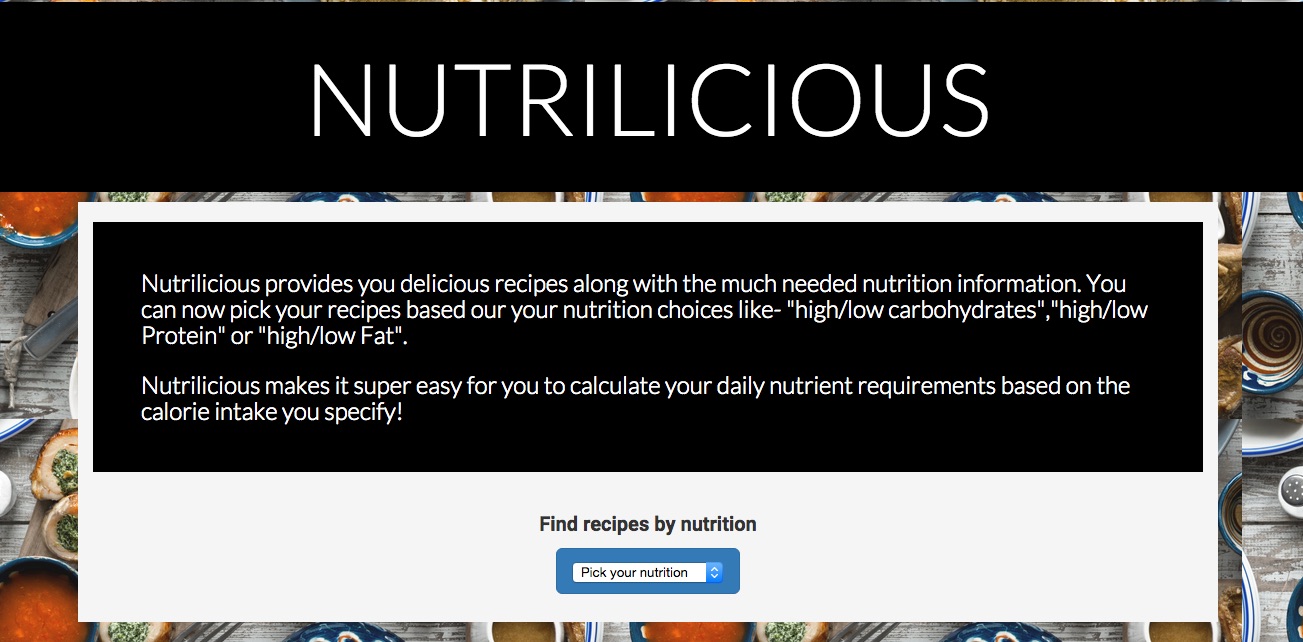 NUTRILICIOUS
Nutrilicious provides you delicious recipes along with the much needed nutrition information. You
can now pick your recipes based our your nutrition choices like- "high/low carbohydrates","high/low
Protein" or "high/low Fat".
Nutrilicious makes it super easy for you to calculate your daily nutrient requirements based on the
calorie intake you specify!
Find recipes by nutrition
Pick your nutrition